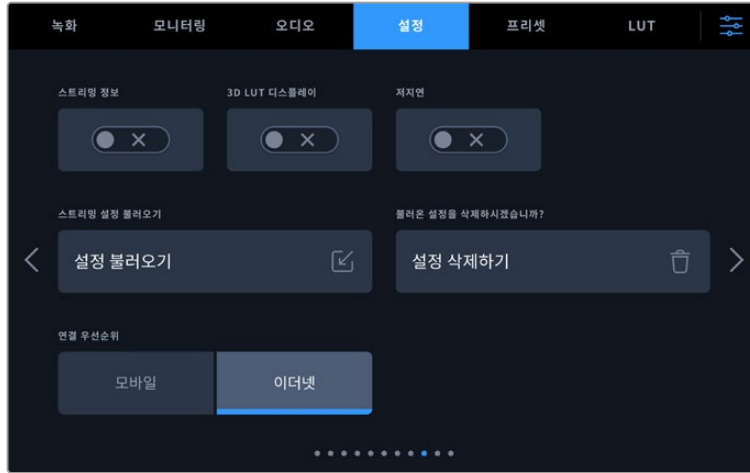 녹화 모니터링 오디오 설정 프리셋 LUT
스트리밍 정보 3D LUT 디스플레이 저지연
스트리밍 설정 불러오기 불러온 설정을 삭제하시겠습니까?
설정 불러오기 설정 삭제하기
연결 우선순위
모바일 이더넷